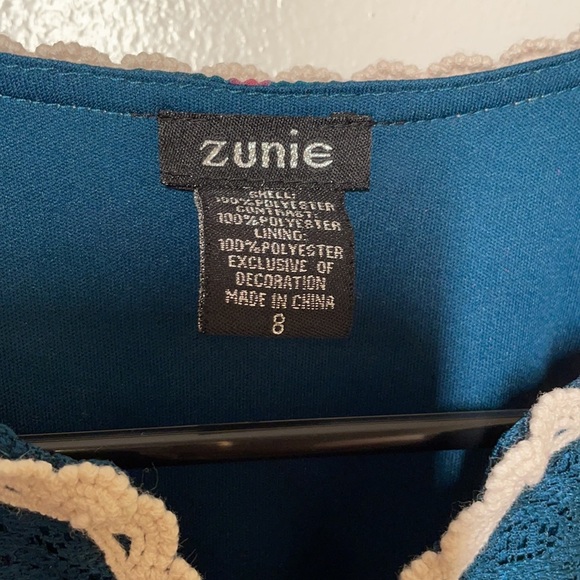 zunie
SHELL:
100%POLYESTER
CONTRAST:
100%POLYESTER
LINING:
100%POLYESTER
EXCLUSIVE OF
DECORATION
MADE IN CHINA
8